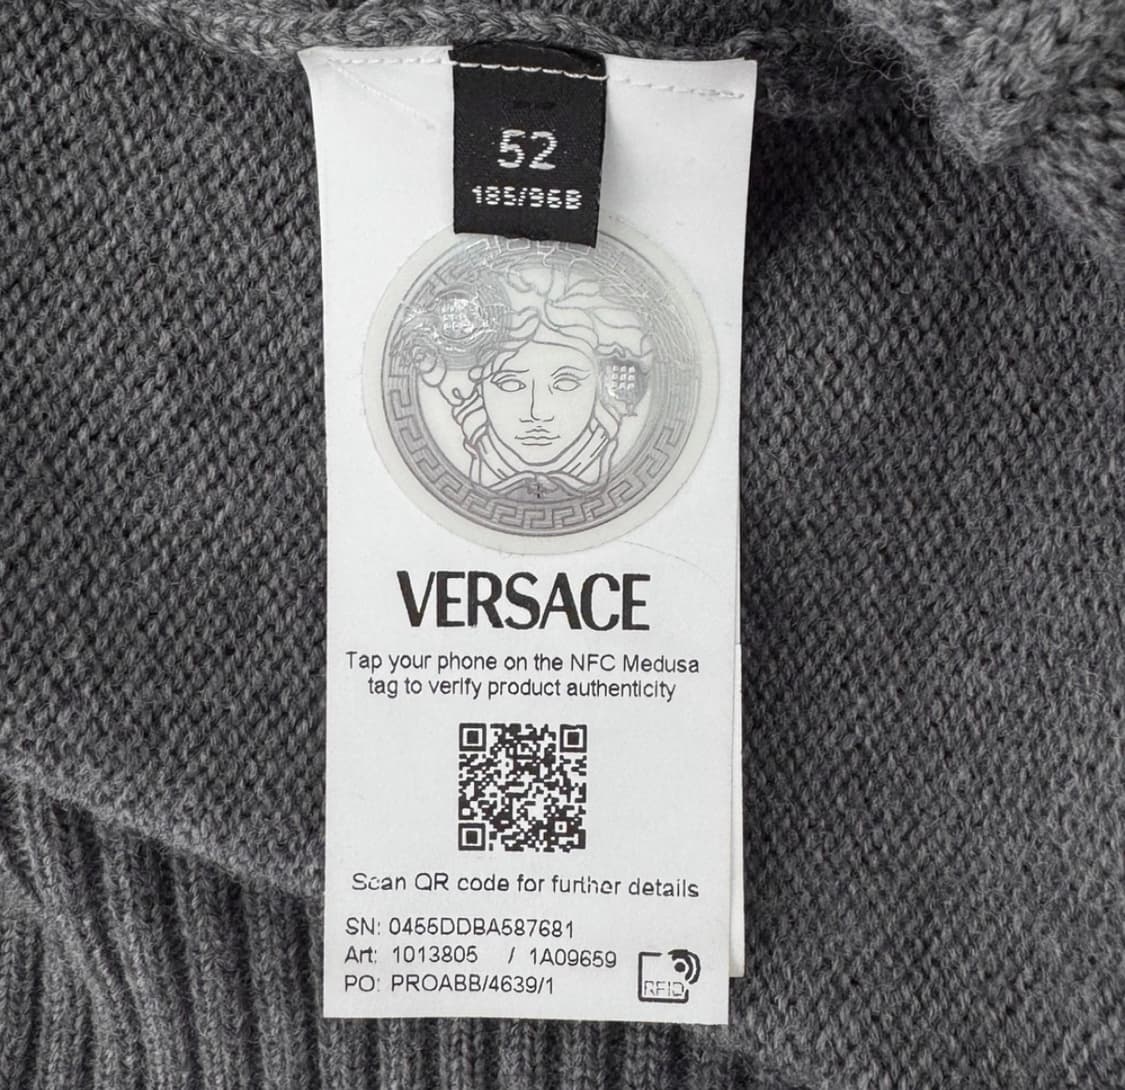 52
185/96B
VERSACE
Tap your phone on the NFC Medusa
tag to verify product authenticity
Scan QR code for further details
SN: 0455DDBA587681
Art: 1013805 / 1A09659
PO: PROABB/4639/1
RFID